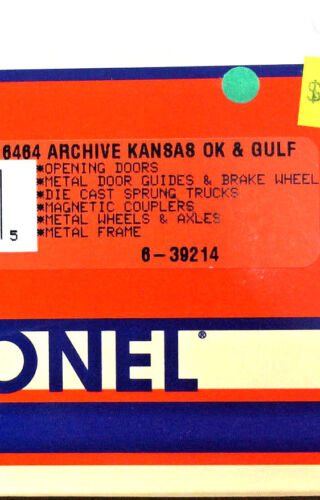 $
6464 ARCHIVE KANSAS OK & GULF
*OPENING DOORS
*METAL DOOR GUIDES & BRAKE WHEEL
*DIE CAST SPRUNG TRUCKS
*MAGNETIC COUPLERS
*METAL WHEELS & AXLES
*METAL FRAME
5
6-39214
ONEL®